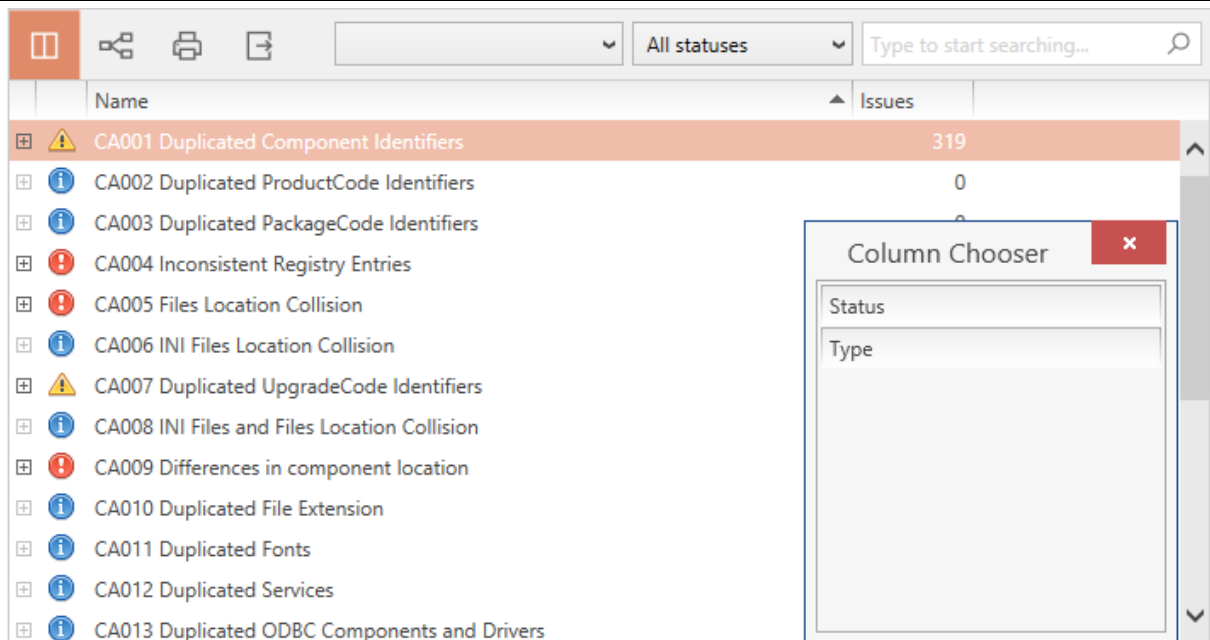 All statuses
Type to start searching...
Name Issues
CA001 Duplicated Component Identifiers 319
CA002 Duplicated ProductCode Identifiers 0
CA003 Duplicated PackageCode Identifiers
Column Chooser
CA004 Inconsistent Registry Entries
CA005 Files Location Collision
Status
CA006 INI Files Location Collision
Type
CA007 Duplicated UpgradeCode Identifiers
CA008 INI Files and Files Location Collision
CA009 Differences in component location
CA010 Duplicated File Extension
CA011 Duplicated Fonts
CA012 Duplicated Services
CA013 Duplicated ODBC Components and Drivers